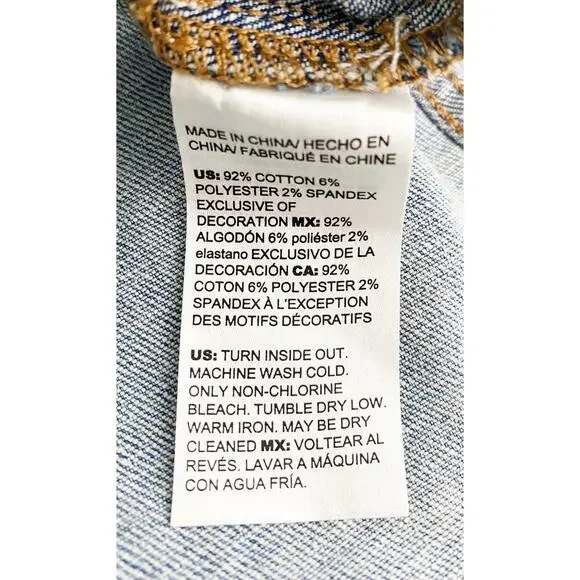 MADE IN CHINA/ HECHO EN
CHINA/ FABRIQUÉ EN CHINE
US: 92% COTTON 6%
POLYESTER 2% SPANDEX
EXCLUSIVE OF
DECORATION MX: 92%
ALGODÓN 6% poliéster 2%
elastano EXCLUSIVO DE LA
DECORACIÓN CA: 92%
COTON 6% POLYESTER 2%
SPANDEX À L'EXCEPTION
DES MOTIFS DÉCORATIFS
US: TURN INSIDE OUT.
MACHINE WASH COLD.
ONLY NON-CHLORINE
BLEACH. TUMBLE DRY LOW.
WARM IRON. MAY BE DRY
CLEANED MX: VOLTEAR AL
REVÉS. LAVAR A MÁQUINA
CON AGUA FRÍA.